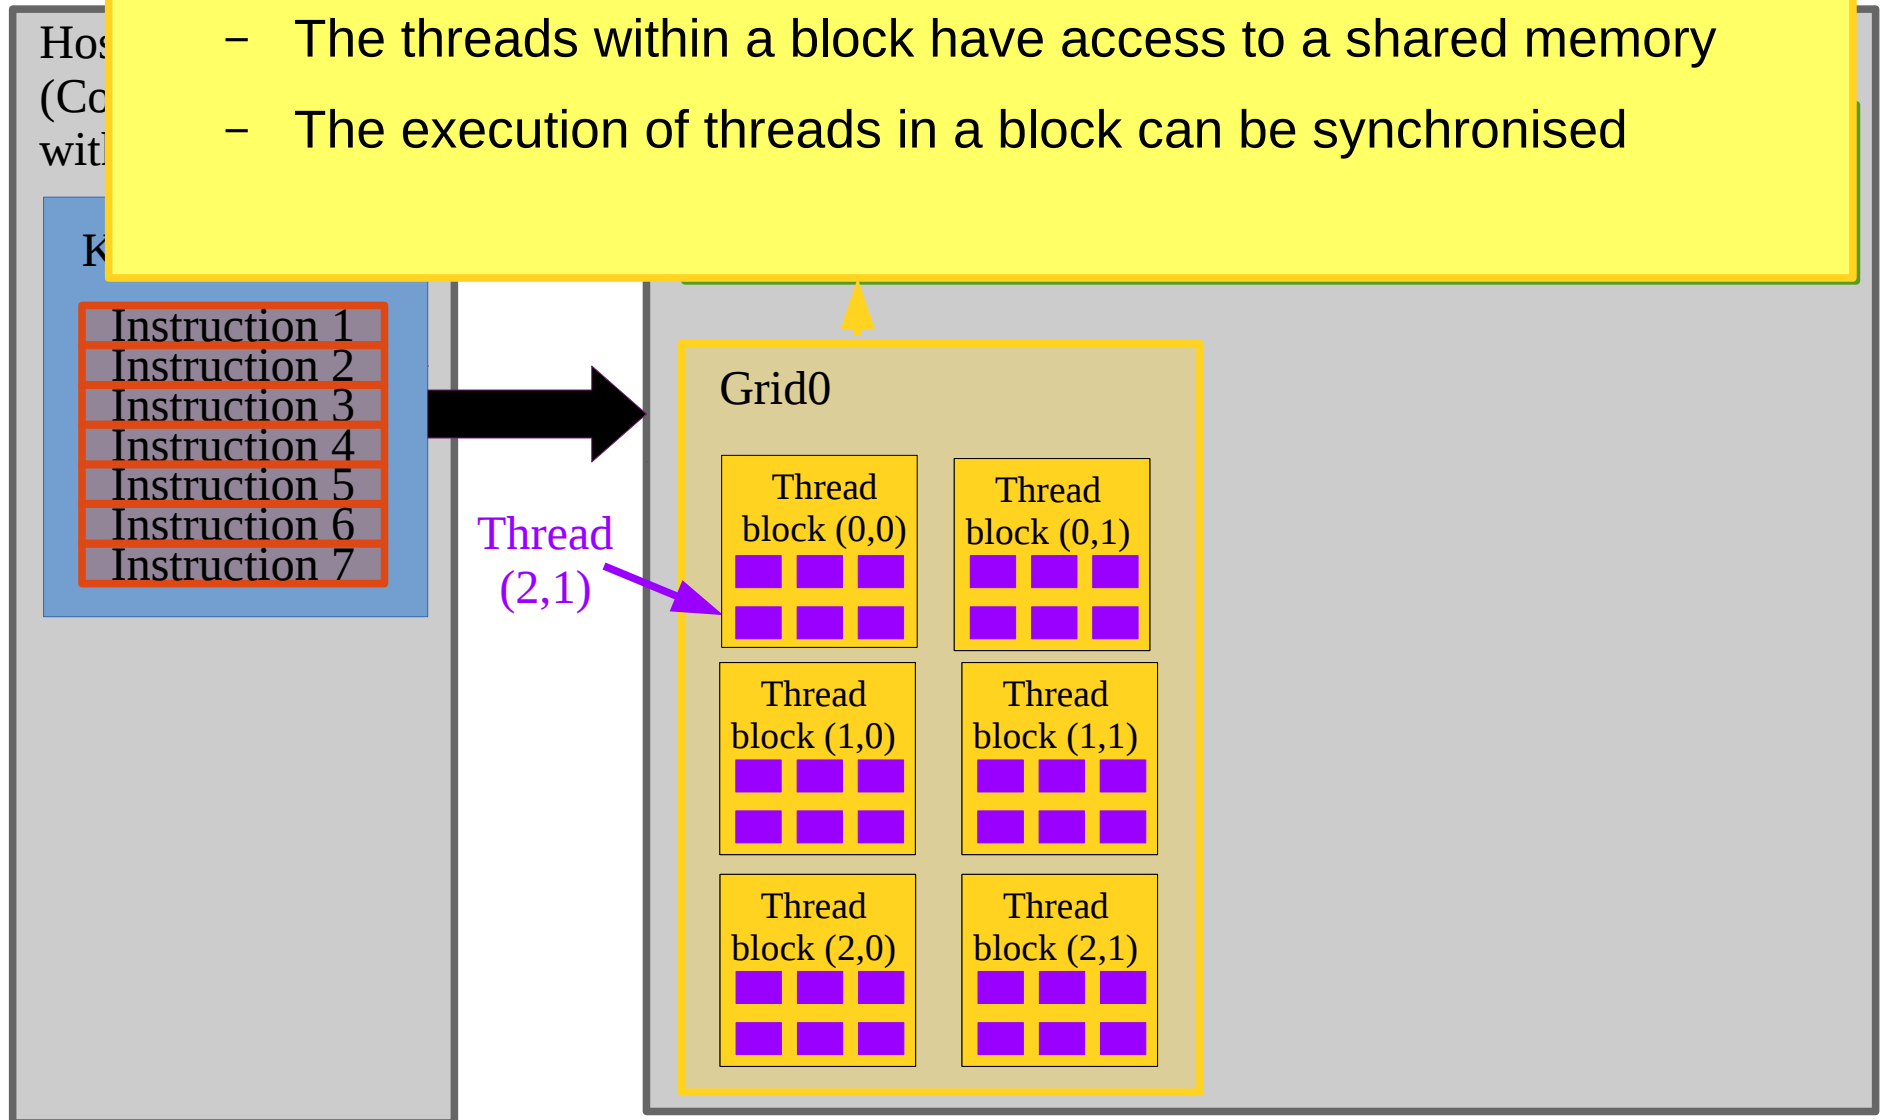 – The threads within a block have access to a shared memory
– The execution of threads in a block can be synchronised
Instruction 1
Instruction 2
Instruction 3
Instruction 4
Instruction 5
Instruction 6
Instruction 7
Thread
(2,1)
Grid0
Thread
block (0,0)
Thread
block (0,1)
Thread
block (1,0)
Thread
block (1,1)
Thread
block (2,0)
Thread
block (2,1)